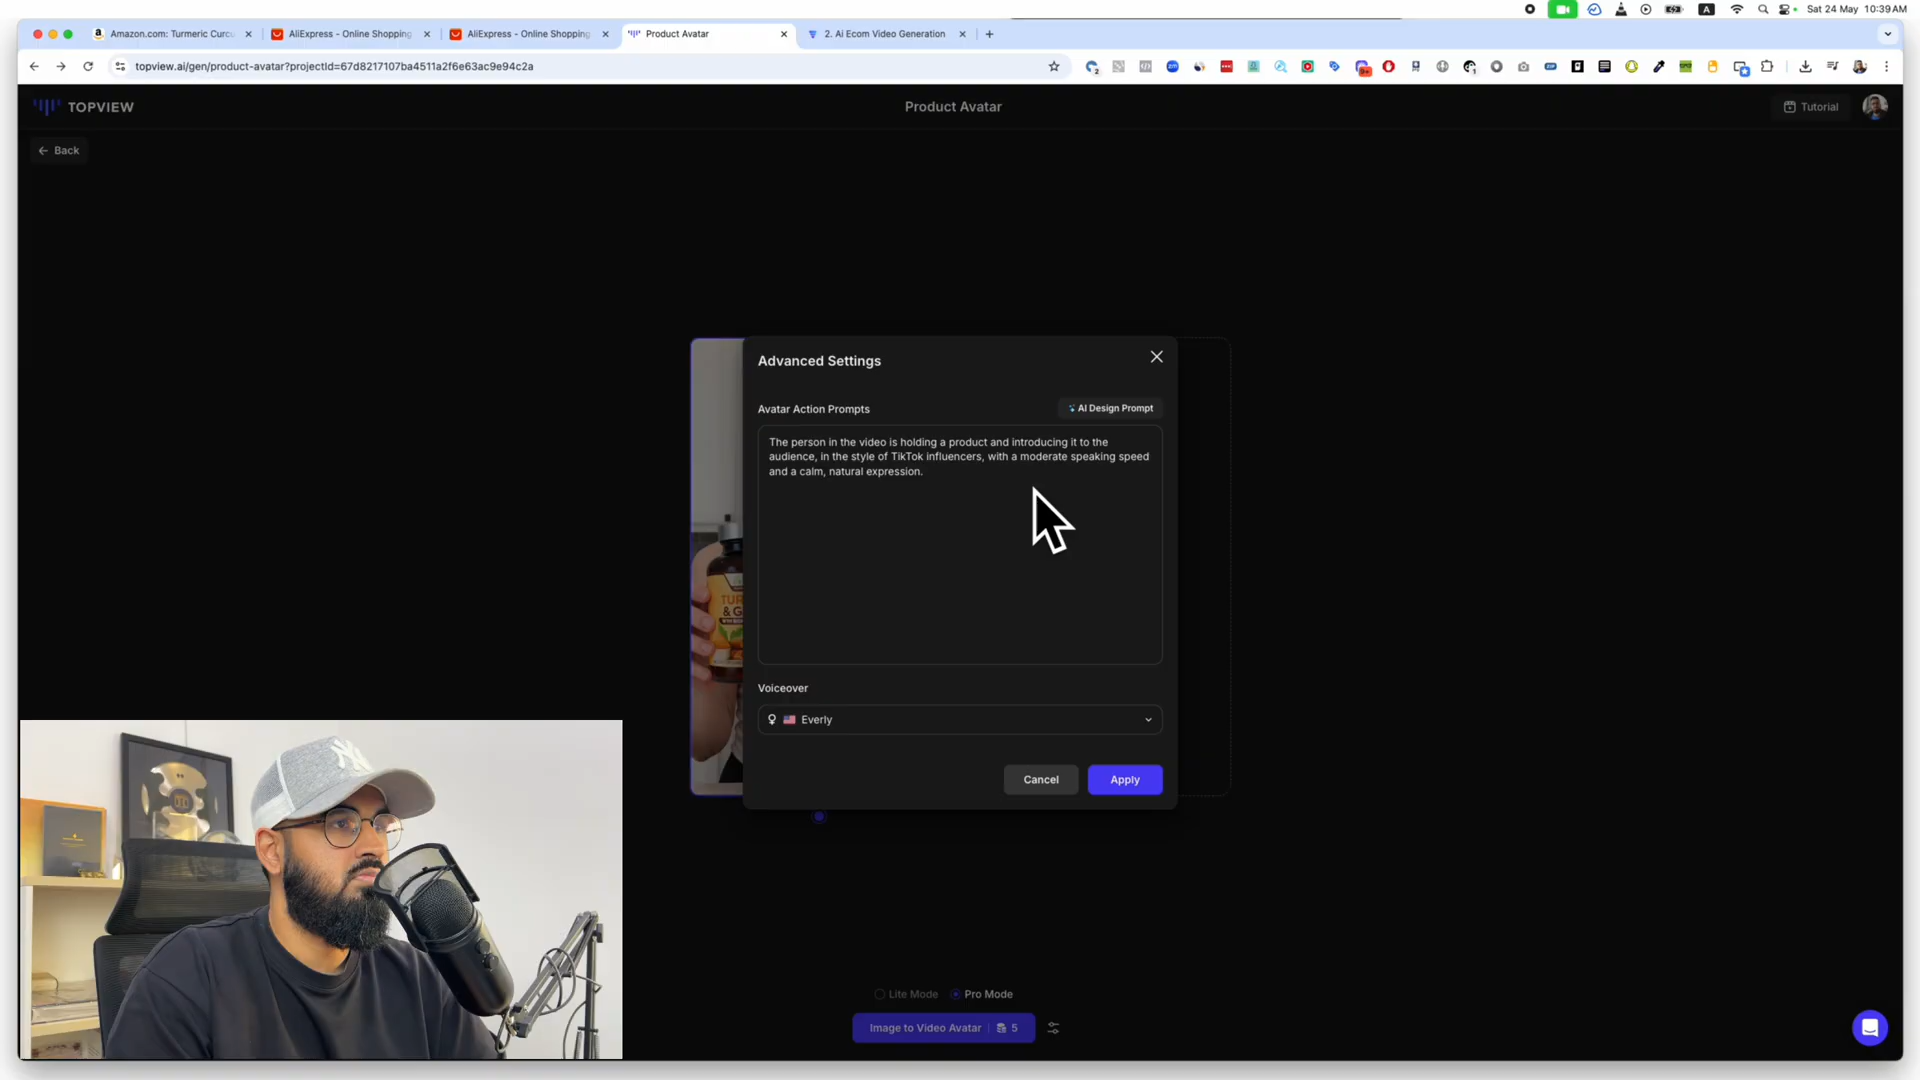 Sat 24 May 10:39 AM
Amazon.com: Turmeric Curcu
AliExpress - Online Shopping
AliExpress - Online Shopping
Product Avatar
2. Ai Ecom Video Generation
topview.ai/gen/product-avatar?projectId=67d8217107ba4511a2f6e63ac9e94c2a
TOPVIEW
Product Avatar
Tutorial
Back
Advanced Settings
Avatar Action Prompts
AI Design Prompt
The person in the video is holding a product and introducing it to the
audience, in the style of TikTok influencers, with a moderate speaking speed
and a calm, natural expression.
TUR
& G
Voiceover
Everly
Cancel
Apply
Lite Mode
Pro Mode
Image to Video Avatar
5